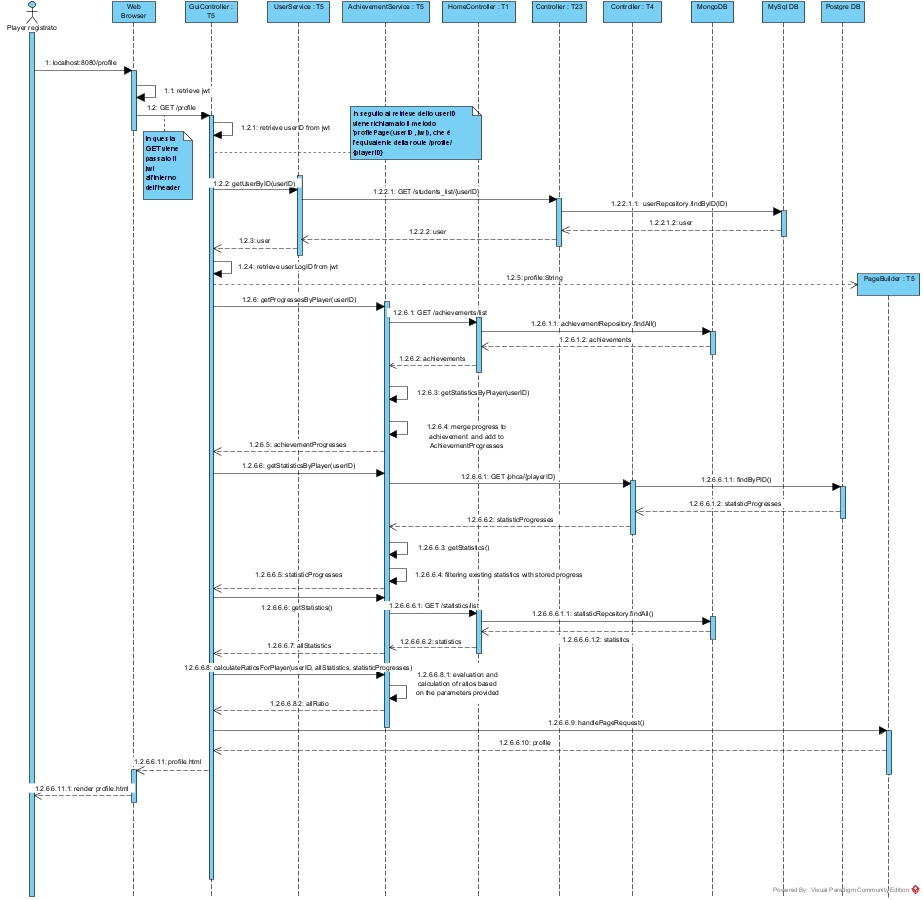 Player registrato
Web
Browser
GuiController :
T5
UserService : T5
AchievementService : T5
HomeController : T1
Controller : T23
Controller : T4
MongoDB
MySql DB
Postgre DB
1: localhost:8080/profile
1.1: retrieve jwt
1.2: GET /profile
In questa
GET viene
passato il
jwt
all'interno
dell'header
1.2.1: retrieve userID from jwt
In seguito al retrieve dello userID
viene richiamato il metodo
'profilePage(userID, jwt), che è
l'equivalente della route /profile/
{playerID}
1.2.2: getUserByID(userID)
1.2.2.1: GET /students_list/{userID}
1.2.2.1.1: userRepository.findByID(ID)
1.2.2.1.2: user
1.2.2.2: user
1.2.3: user
1.2.4: retrieve userLogID from jwt
1.2.5: profile:String
PageBuilder : T5
1.2.6: getProgressesByPlayer(userID)
1.2.6.1: GET /achievements/list
1.2.6.1.1: achievementRepository.findAll()
1.2.6.1.2: achievements
1.2.6.2: achievements
1.2.6.3: getStatisticsByPlayer(userID)
1.2.6.4: merge progress to
achievement and add to
AchievementProgresses
1.2.6.5: achievementProgresses
1.2.6.6: getStatisticsByPlayer(userID)
1.2.6.6.1: GET /phca/{playerID}
1.2.6.6.1.1: findByPID()
1.2.6.6.1.2: statisticProgresses
1.2.6.6.2: statisticProgresses
1.2.6.6.3: getStatistics()
1.2.6.6.4: filtering existing statistics with stored progress
1.2.6.6.5: statisticProgresses
1.2.6.6.6: getStatistics()
1.2.6.6.6.1: GET /statistics/list
1.2.6.6.6.1.1: statisticRepository.findAll()
1.2.6.6.6.1.2: statistics
1.2.6.6.6.2: statistics
1.2.6.6.7: allStatistics
1.2.6.6.8: calculateRatiosForPlayer(userID, allStatistics, statisticProgresses)
1.2.6.6.8.1: evaluation and
calculation of ratios based
on the parameters provided
1.2.6.6.8.2: allRatio
1.2.6.6.9: handlePageRequest()
1.2.6.6.10: profile
1.2.6.6.11: profile.html
1.2.6.6.11.1: render profile.html
Powered By : Visual Paradigm Community Edition